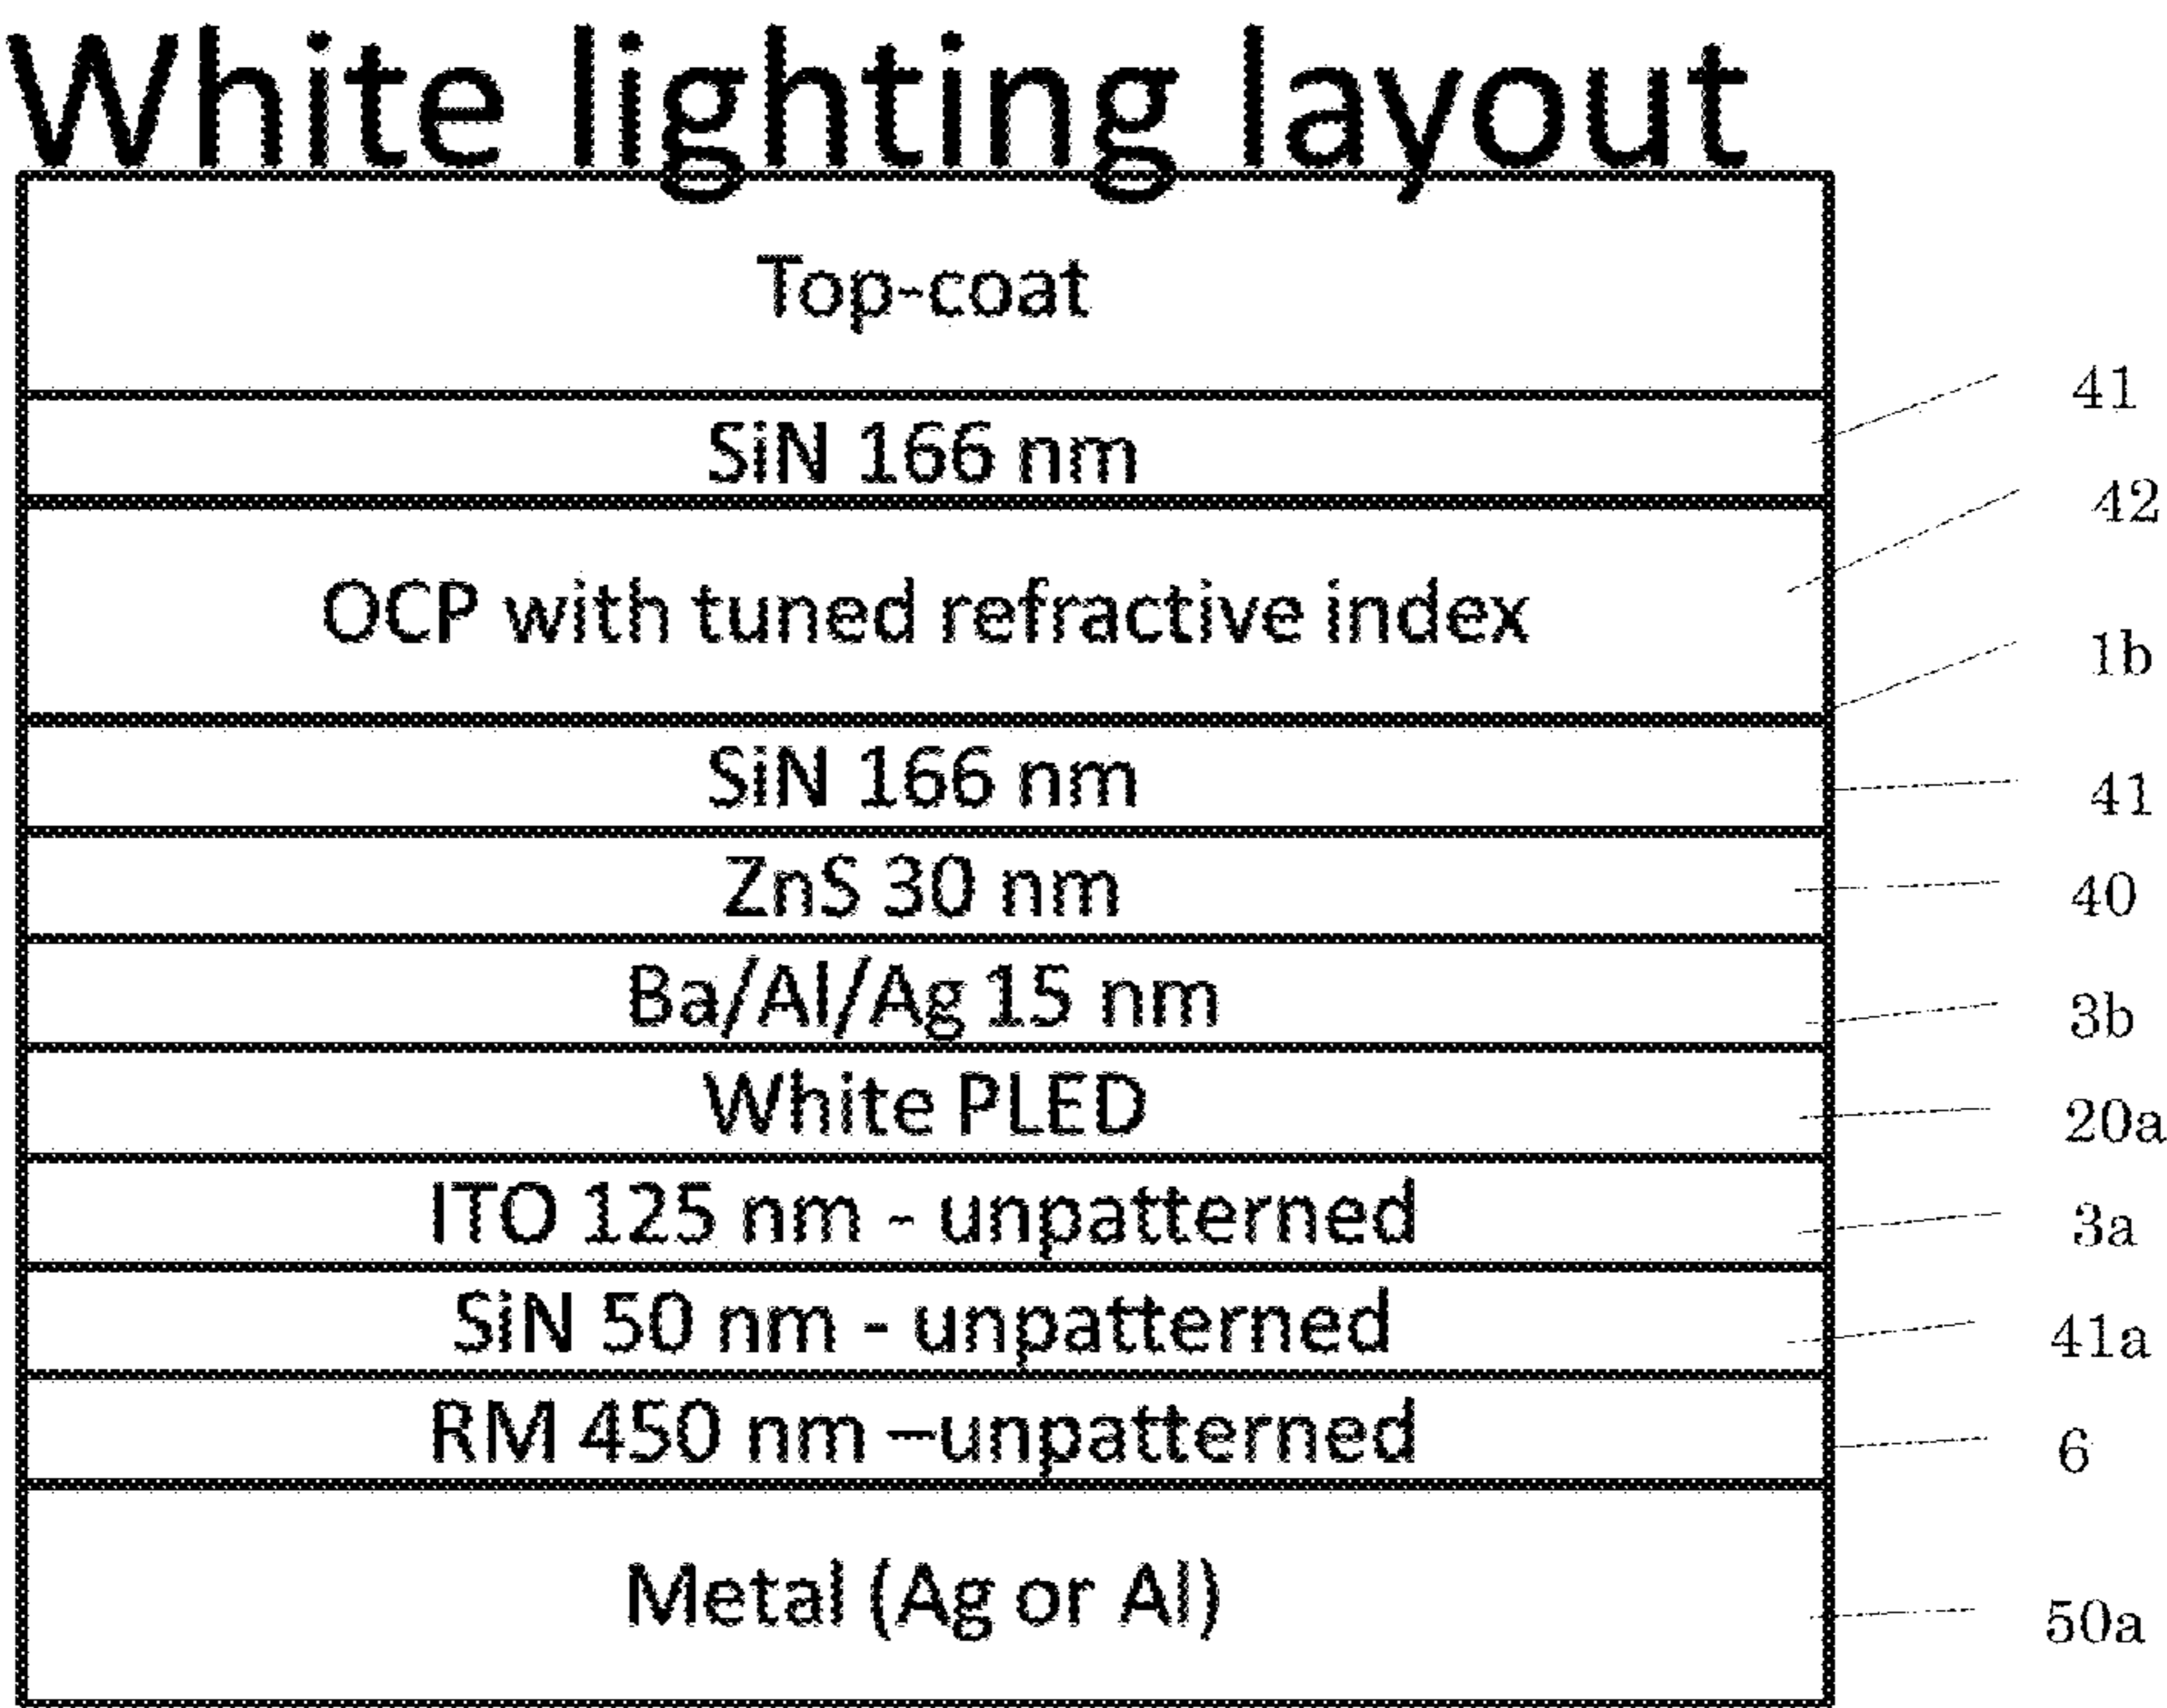 White lighting layout
Top-coat
41
SiN 166 nm
42
OCP with tuned refractive index
1b
SiN 166 nm
41
ZnS 30 nm
40
Ba/Al/Ag 15 nm
3b
White PLED
20a
ITO 125 nm - unpatterned
3a
SiN 50 nm - unpatterned
41a
RM 450 nm –unpatterned
6
Metal (Ag or Al)
50a